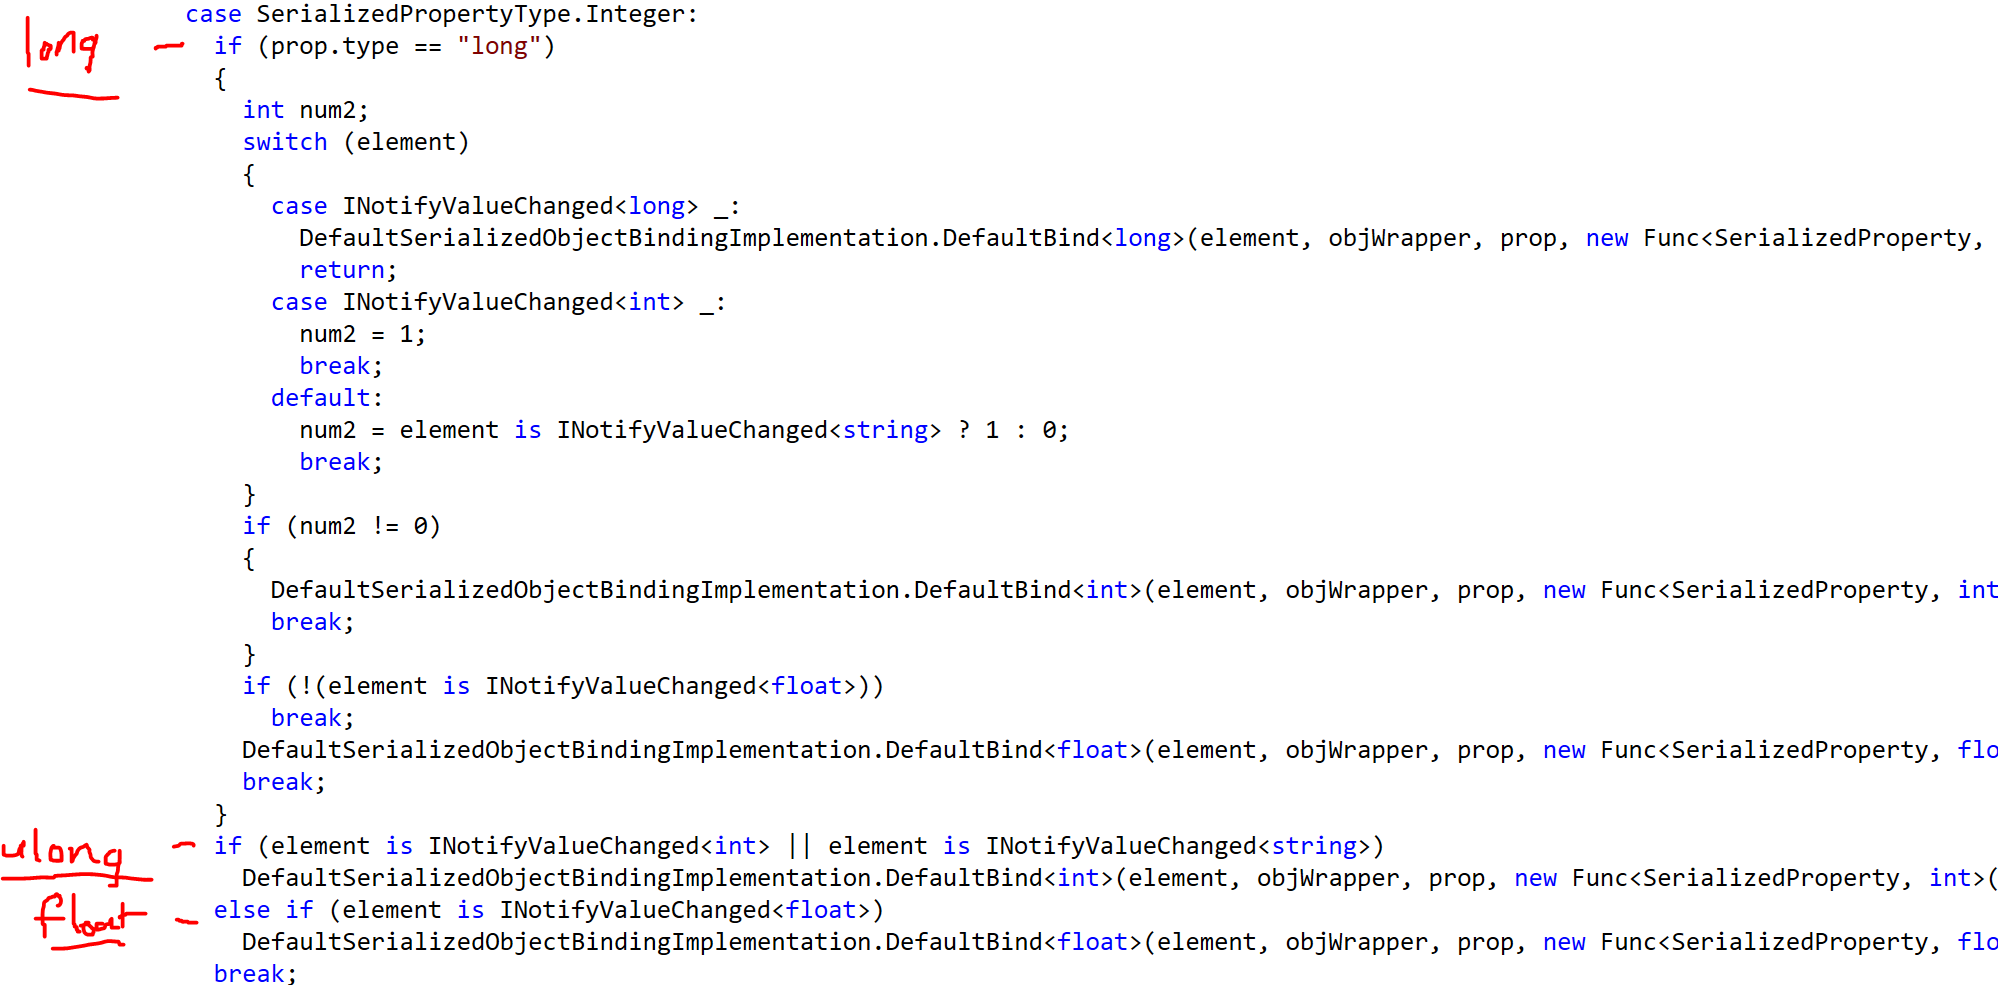 case SerializedPropertyType.Integer:
long - if (prop.type == "long")
{
int num2;
switch (element)
{
case INotifyValueChanged<long> _:
DefaultSerializedObjectBindingImplementation.DefaultBind<long>(element, objWrapper, prop, new Func<SerializedProperty,
return;
case INotifyValueChanged<int> _:
num2 = 1;
break;
default:
num2 = element is INotifyValueChanged<string> ? 1 : 0;
break;
}
if (num2 != 0)
{
DefaultSerializedObjectBindingImplementation.DefaultBind<int>(element, objWrapper, prop, new Func<SerializedProperty, int
break;
}
if (!(element is INotifyValueChanged<float>))
break;
DefaultSerializedObjectBindingImplementation.DefaultBind<float>(element, objWrapper, prop, new Func<SerializedProperty, flo
break;
}
ulong - if (element is INotifyValueChanged<int> || element is INotifyValueChanged<string>)
DefaultSerializedObjectBindingImplementation.DefaultBind<int>(element, objWrapper, prop, new Func<SerializedProperty, int>(
float - else if (element is INotifyValueChanged<float>)
DefaultSerializedObjectBindingImplementation.DefaultBind<float>(element, objWrapper, prop, new Func<SerializedProperty, flo
break;